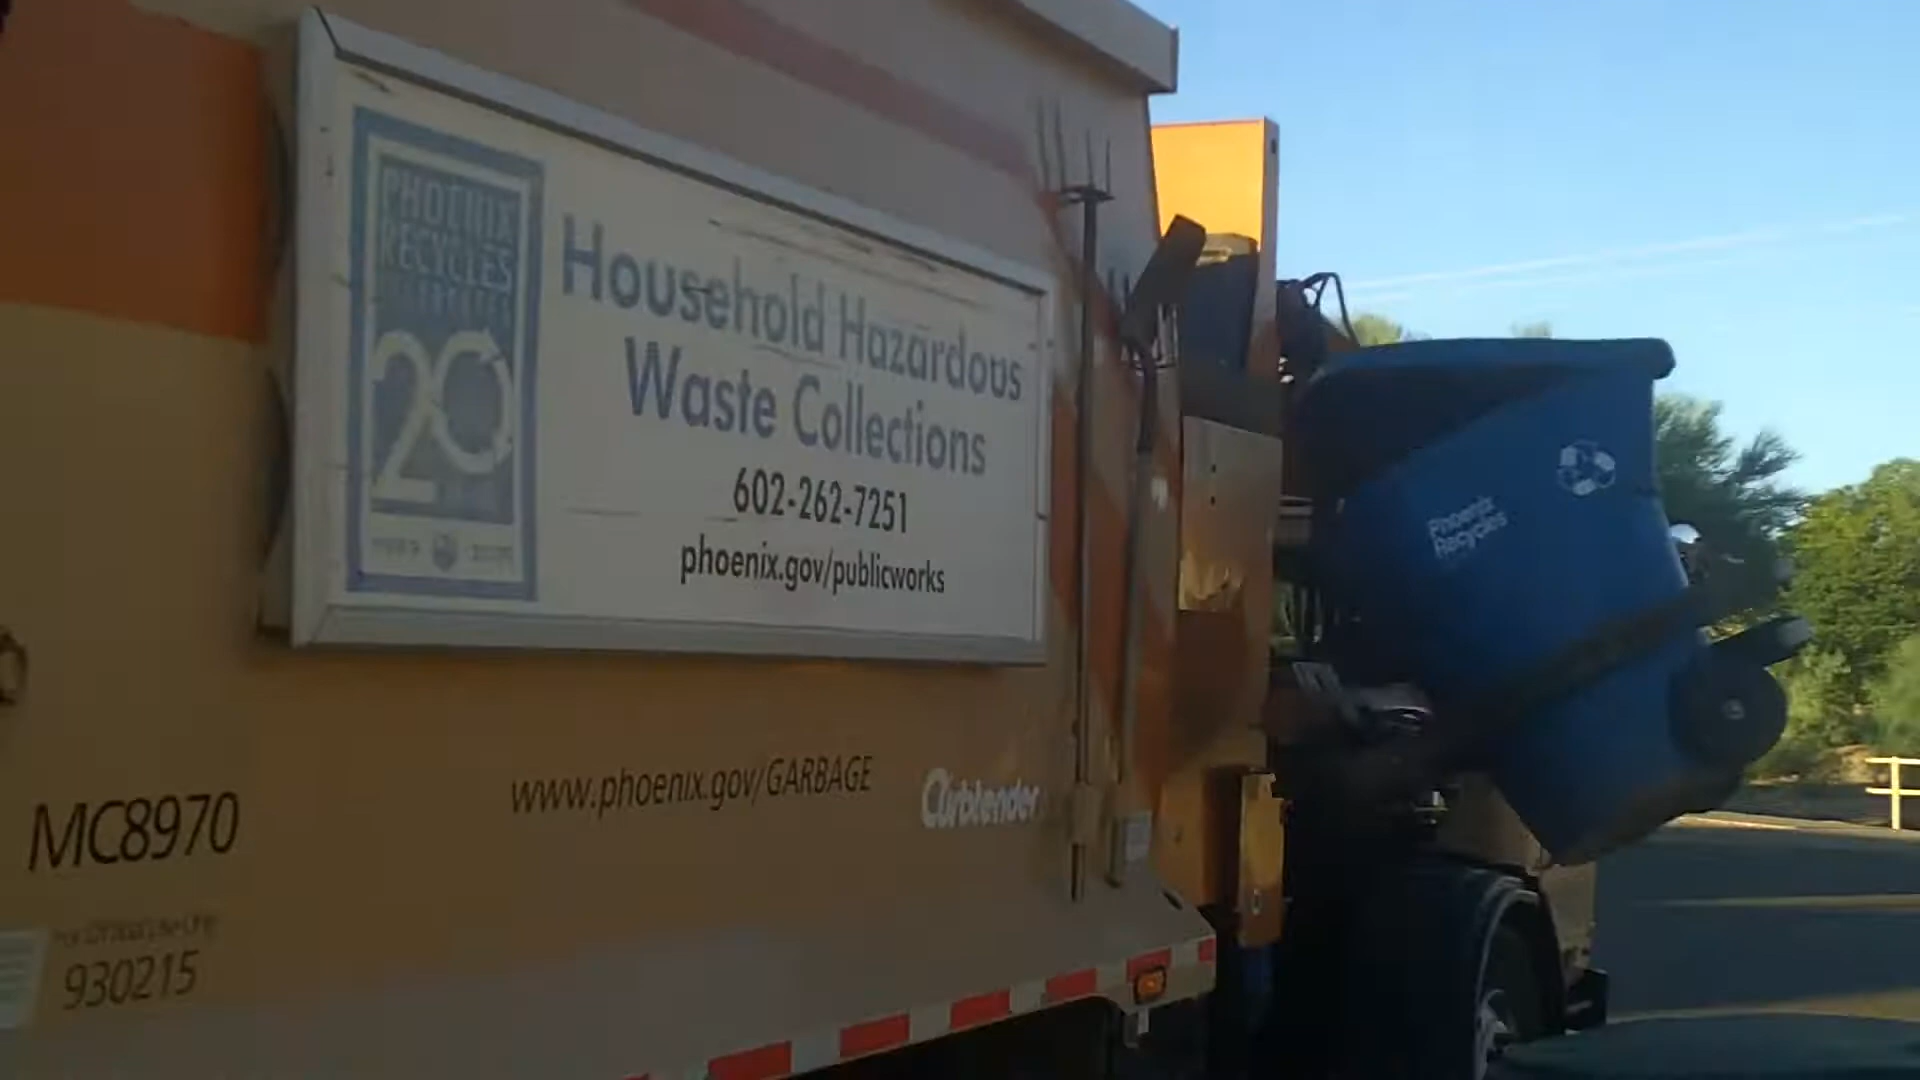 PHOENIX
RECYCLES
20
Household Hazardous
Waste Collections
602-262-7251
phoenix.gov/publicworks
Phoenix
Recycles
www.phoenix.gov/GARBAGE
Curbtender
MC8970
930215